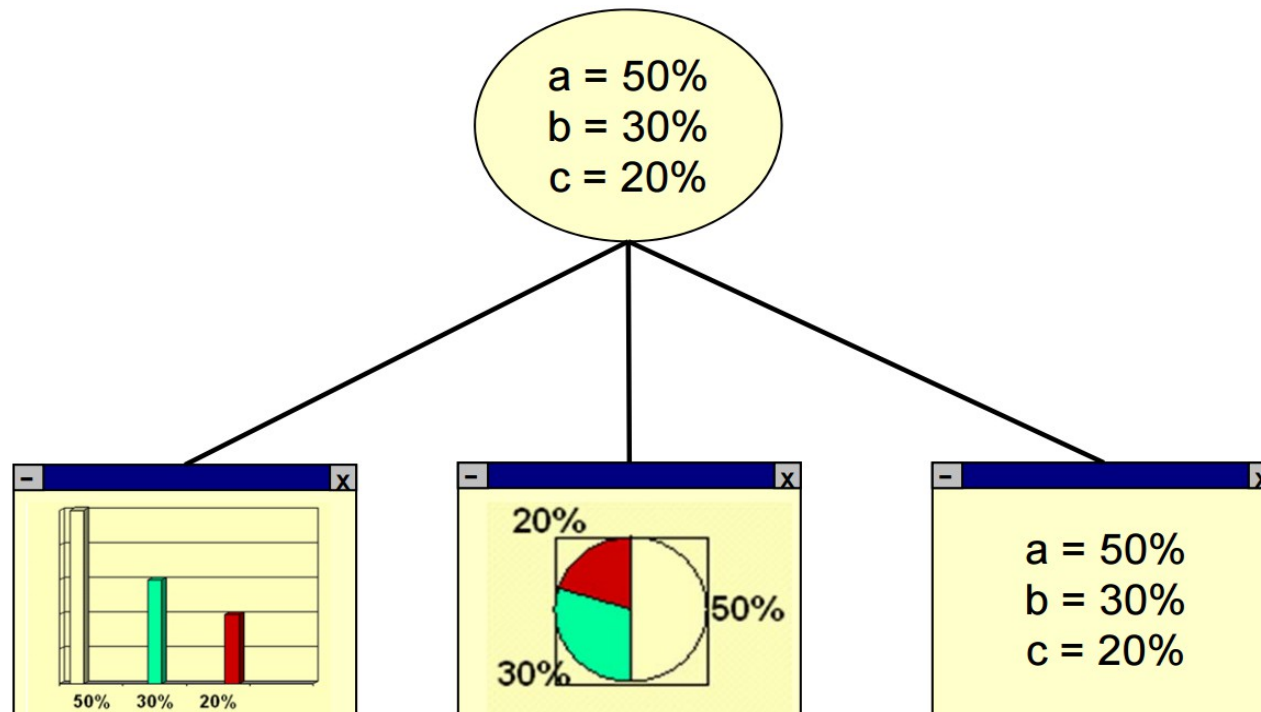 a = 50%
b = 30%
c = 20%
- x
50% 30% 20%
- x
20%
50%
30%
- x
a = 50%
b = 30%
c = 20%